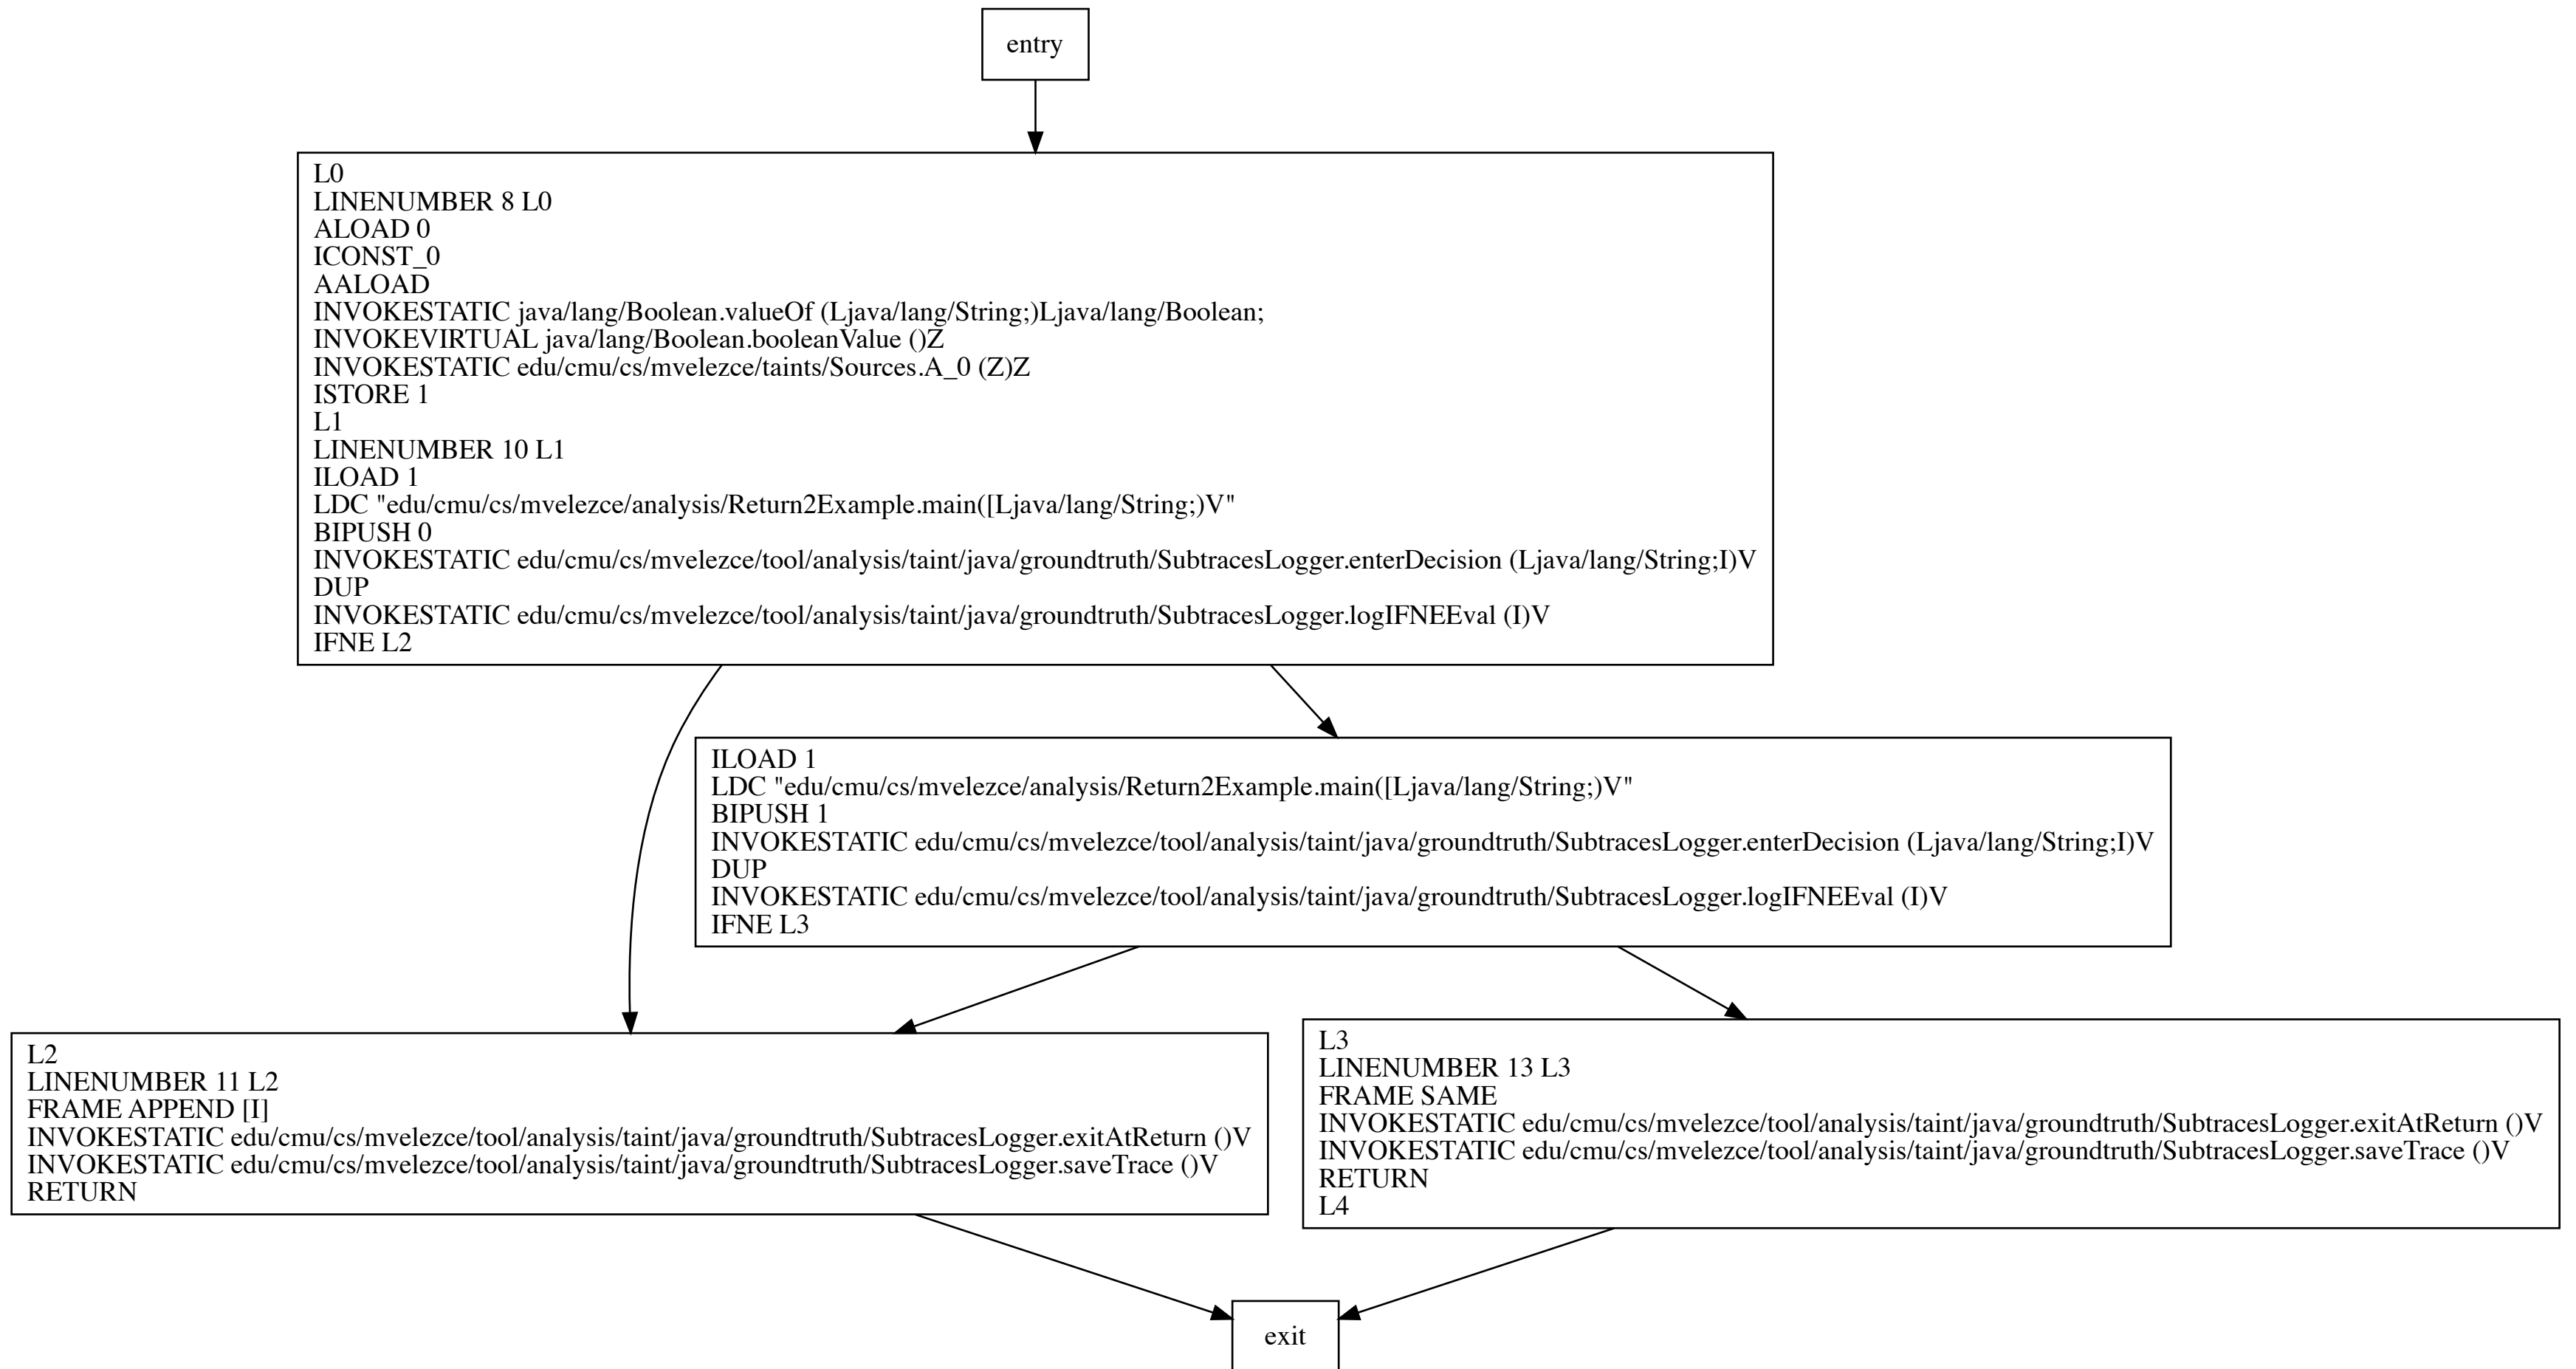 entry
L0
LINENUMBER 8 L0
ALOAD 0
ICONST_0
AALOAD
INVOKESTATIC java/lang/Boolean.valueOf (Ljava/lang/String;)Ljava/lang/Boolean;
INVOKEVIRTUAL java/lang/Boolean.booleanValue ()Z
INVOKESTATIC edu/cmu/cs/mvelezce/taints/Sources.A_0 (Z)Z
ISTORE 1
L1
LINENUMBER 10 L1
ILOAD 1
LDC "edu/cmu/cs/mvelezce/analysis/Return2Example.main([Ljava/lang/String;)V"
BIPUSH 0
INVOKESTATIC edu/cmu/cs/mvelezce/tool/analysis/taint/java/groundtruth/SubtracesLogger.enterDecision (Ljava/lang/String;I)V
DUP
INVOKESTATIC edu/cmu/cs/mvelezce/tool/analysis/taint/java/groundtruth/SubtracesLogger.logIFNEEval (I)V
IFNE L2
ILOAD 1
LDC "edu/cmu/cs/mvelezce/analysis/Return2Example.main([Ljava/lang/String;)V"
BIPUSH 1
INVOKESTATIC edu/cmu/cs/mvelezce/tool/analysis/taint/java/groundtruth/SubtracesLogger.enterDecision (Ljava/lang/String;I)V
DUP
INVOKESTATIC edu/cmu/cs/mvelezce/tool/analysis/taint/java/groundtruth/SubtracesLogger.logIFNEEval (I)V
IFNE L3
L2
LINENUMBER 11 L2
FRAME APPEND [I]
INVOKESTATIC edu/cmu/cs/mvelezce/tool/analysis/taint/java/groundtruth/SubtracesLogger.exitAtReturn ()V
INVOKESTATIC edu/cmu/cs/mvelezce/tool/analysis/taint/java/groundtruth/SubtracesLogger.saveTrace ()V
RETURN
L3
LINENUMBER 13 L3
FRAME SAME
INVOKESTATIC edu/cmu/cs/mvelezce/tool/analysis/taint/java/groundtruth/SubtracesLogger.exitAtReturn ()V
INVOKESTATIC edu/cmu/cs/mvelezce/tool/analysis/taint/java/groundtruth/SubtracesLogger.saveTrace ()V
RETURN
L4
exit